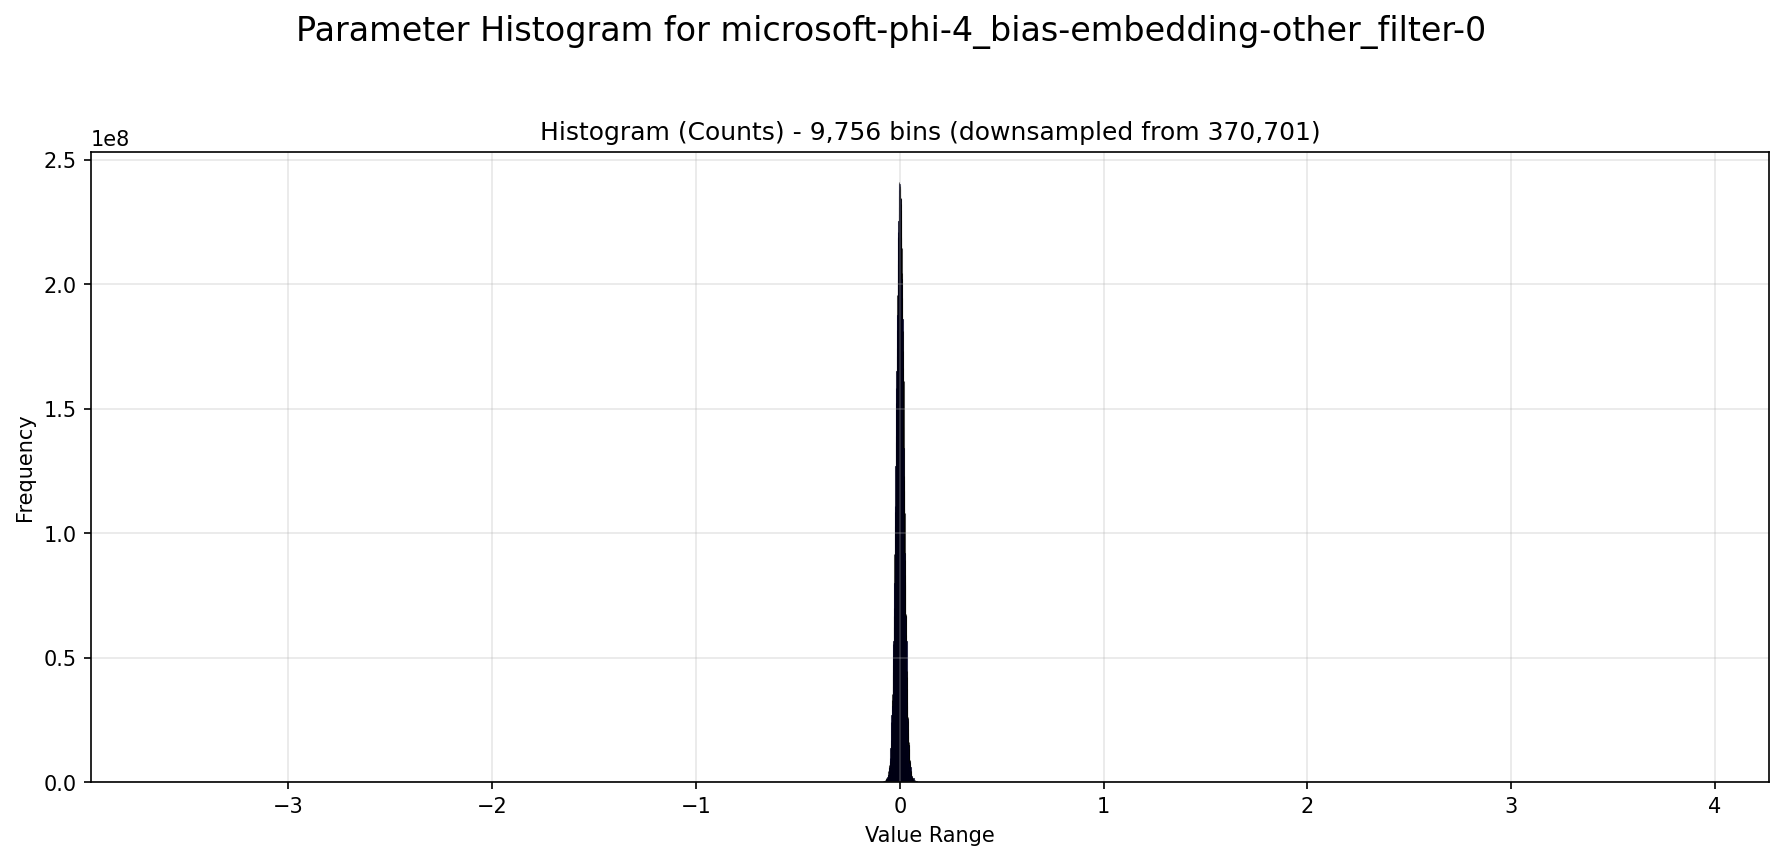 Parameter Histogram for microsoft-phi-4_bias-embedding-other_filter-0
Histogram (Counts) - 9,756 bins (downsampled from 370,701)
1e8
2.5
2.0
1.5
1.0
0.5
0.0
Frequency
−3 −2 −1 0 1 2 3 4
Value Range